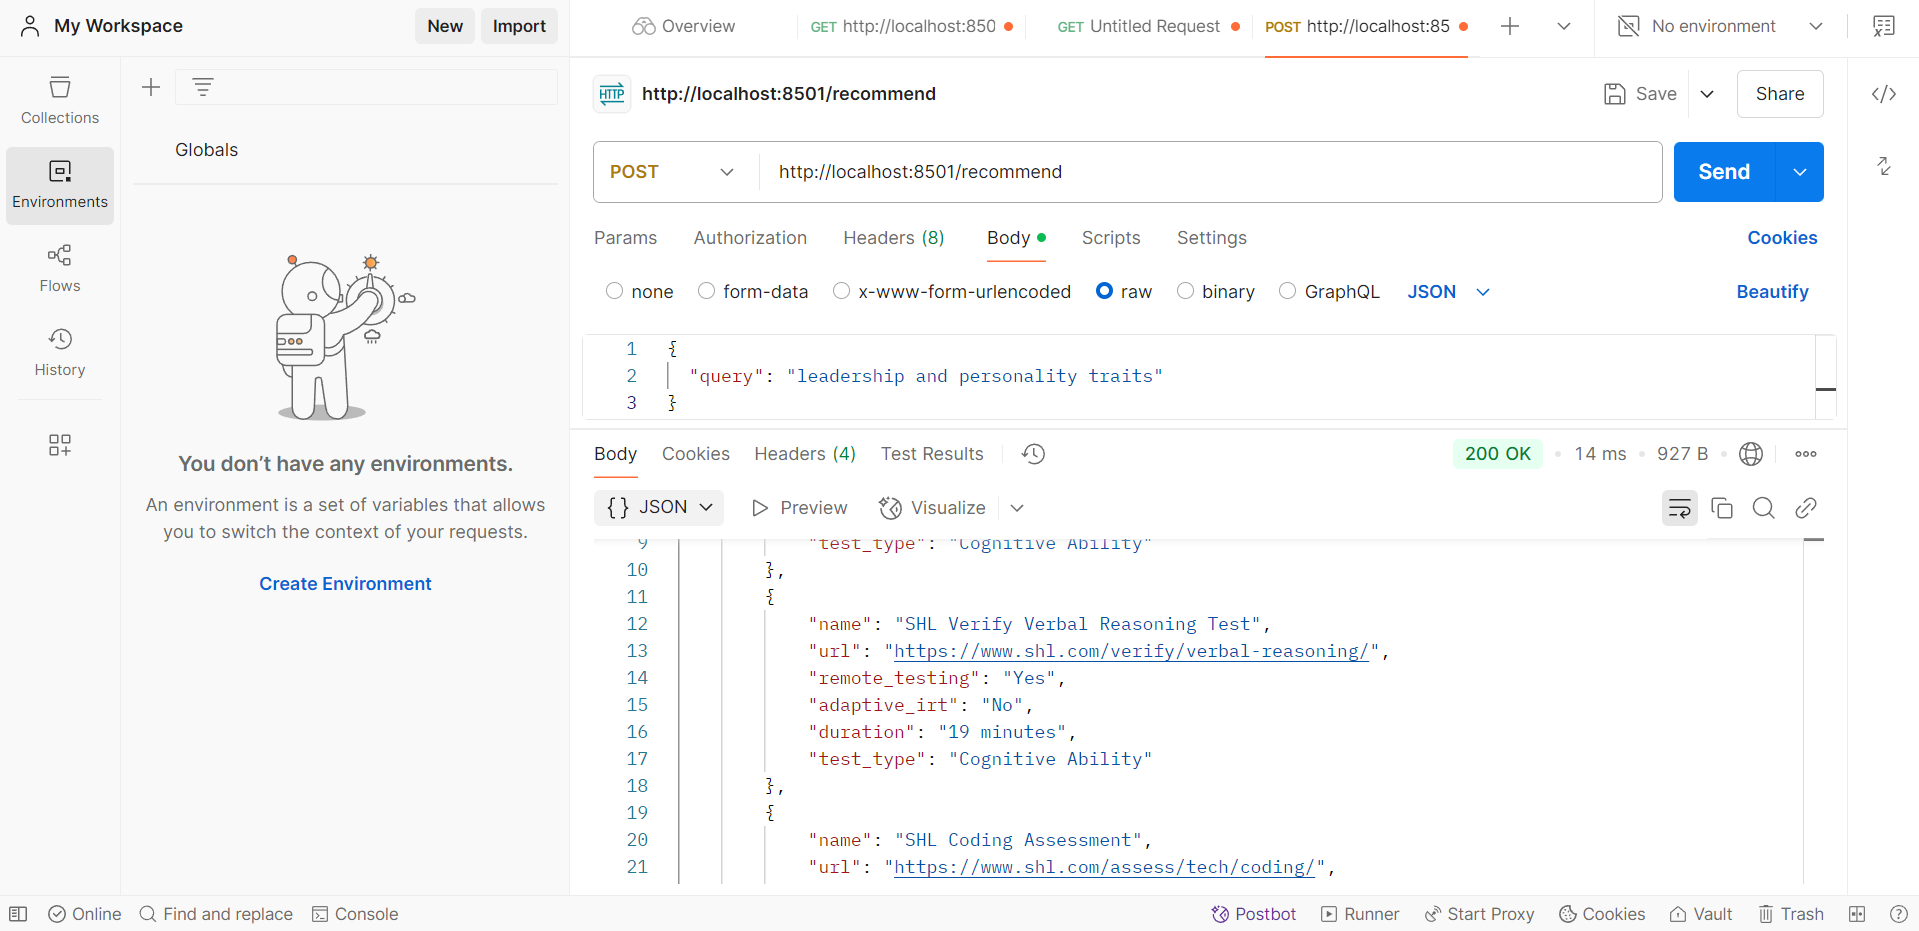 My Workspace
New
Import
Overview
GET http://localhost:850
GET Untitled Request
POST http://localhost:85
No environment
Collections
Environments
Flows
History
Globals
You don’t have any environments.
An environment is a set of variables that allows
you to switch the context of your requests.
Create Environment
HTTP
http://localhost:8501/recommend
Save
Share
POST
http://localhost:8501/recommend
Send
Params
Authorization
Headers (8)
Body
Scripts
Settings
Cookies
none
form-data
x-www-form-urlencoded
raw
binary
GraphQL
JSON
Beautify
1 {
2 "query": "leadership and personality traits"
3 }
Body
Cookies
Headers (4)
Test Results
200 OK
14 ms
927 B
{} JSON
Preview
Visualize
9 "test_type": "Cognitive Ability"
10 },
11 {
12 "name": "SHL Verify Verbal Reasoning Test",
13 "url": "https://www.shl.com/verify/verbal-reasoning/",
14 "remote_testing": "Yes",
15 "adaptive_irt": "No",
16 "duration": "19 minutes",
17 "test_type": "Cognitive Ability"
18 },
19 {
20 "name": "SHL Coding Assessment",
21 "url": "https://www.shl.com/assess/tech/coding/",
Online
Find and replace
Console
Postbot
Runner
Start Proxy
Cookies
Vault
Trash